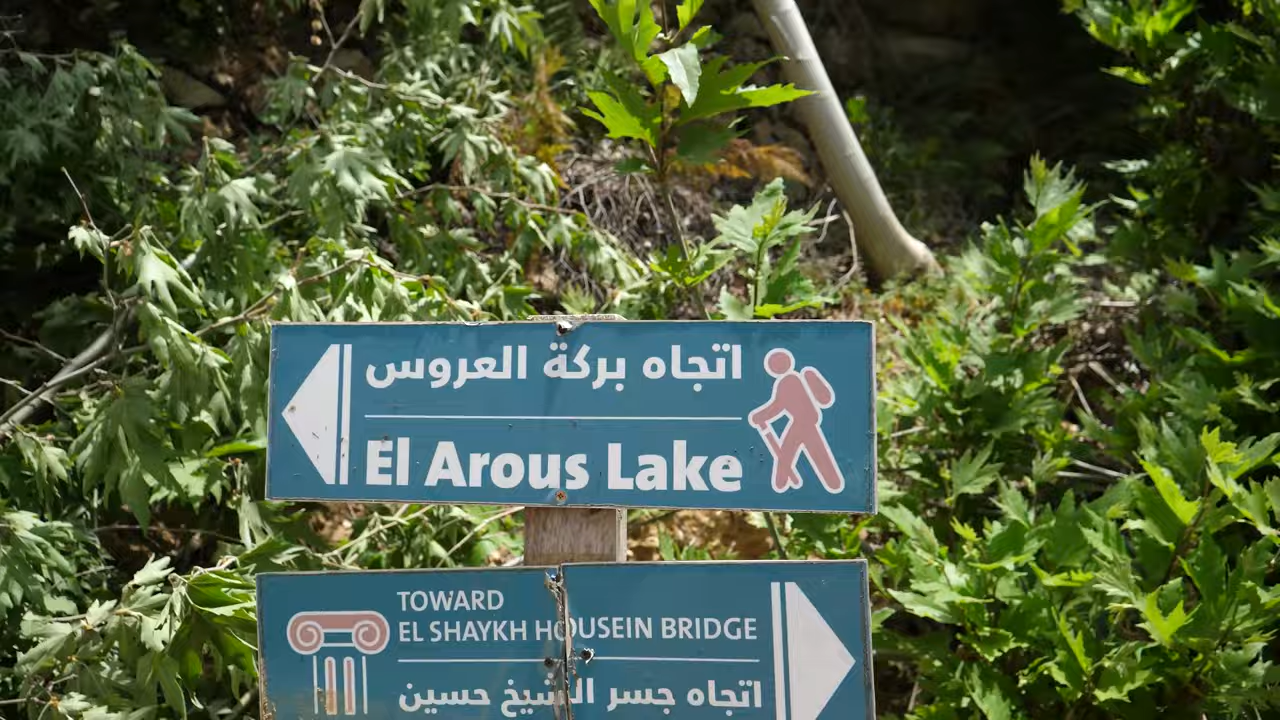 اتجاه بركة العروس
El Arous Lake
TOWARD
EL SHAYKH HOUSEIN BRIDGE
اتجاه جسر الشيخ حسين